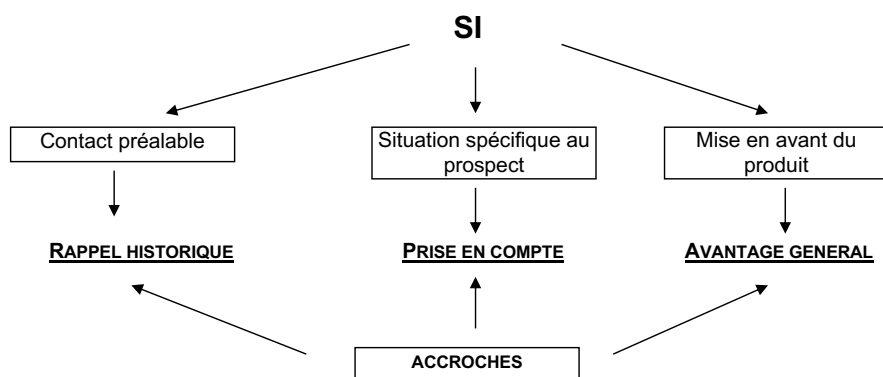 SI
Contact préalable
Situation spécifique au
prospect
Mise en avant du
produit
RAPPEL HISTORIQUE
PRISE EN COMPTE
AVANTAGE GENERAL
ACCROCHES